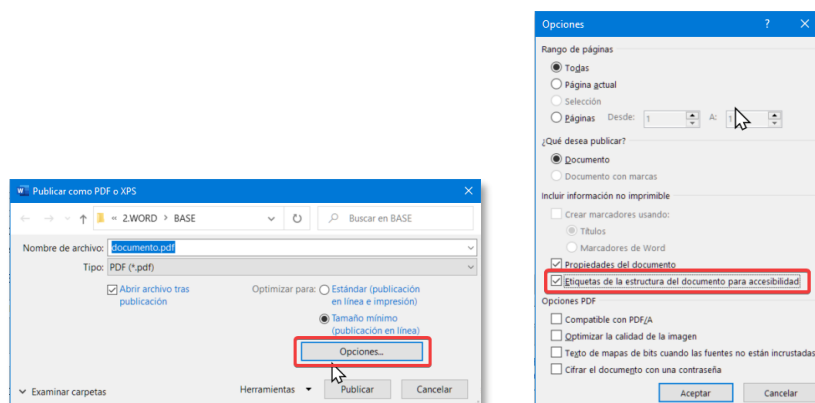 Publicar como PDF o XPS
« 2.WORD > BASE
Buscar en BASE
Nombre de archivo: documento.pdf
Tipo: PDF (*.pdf)
Abrir archivo tras
publicación
Optimizar para:
Estándar (publicación
en línea e impresión)
Tamaño mínimo
(publicación en línea)
Opciones...
Examinar carpetas
Herramientas
Publicar
Cancelar
Opciones
?
Rango de páginas
Todas
Página actual
Selección
Páginas Desde: 1 A: 1
¿Qué desea publicar?
Documento
Documento con marcas
Incluir información no imprimible
Crear marcadores usando:
Títulos
Marcadores de Word
Propiedades del documento
Etiquetas de la estructura del documento para accesibilidad
Opciones PDF
Compatible con PDF/A
Optimizar la calidad de la imagen
Texto de mapas de bits cuando las fuentes no están incrustadas
Cifrar el documento con una contraseña
Aceptar
Cancelar